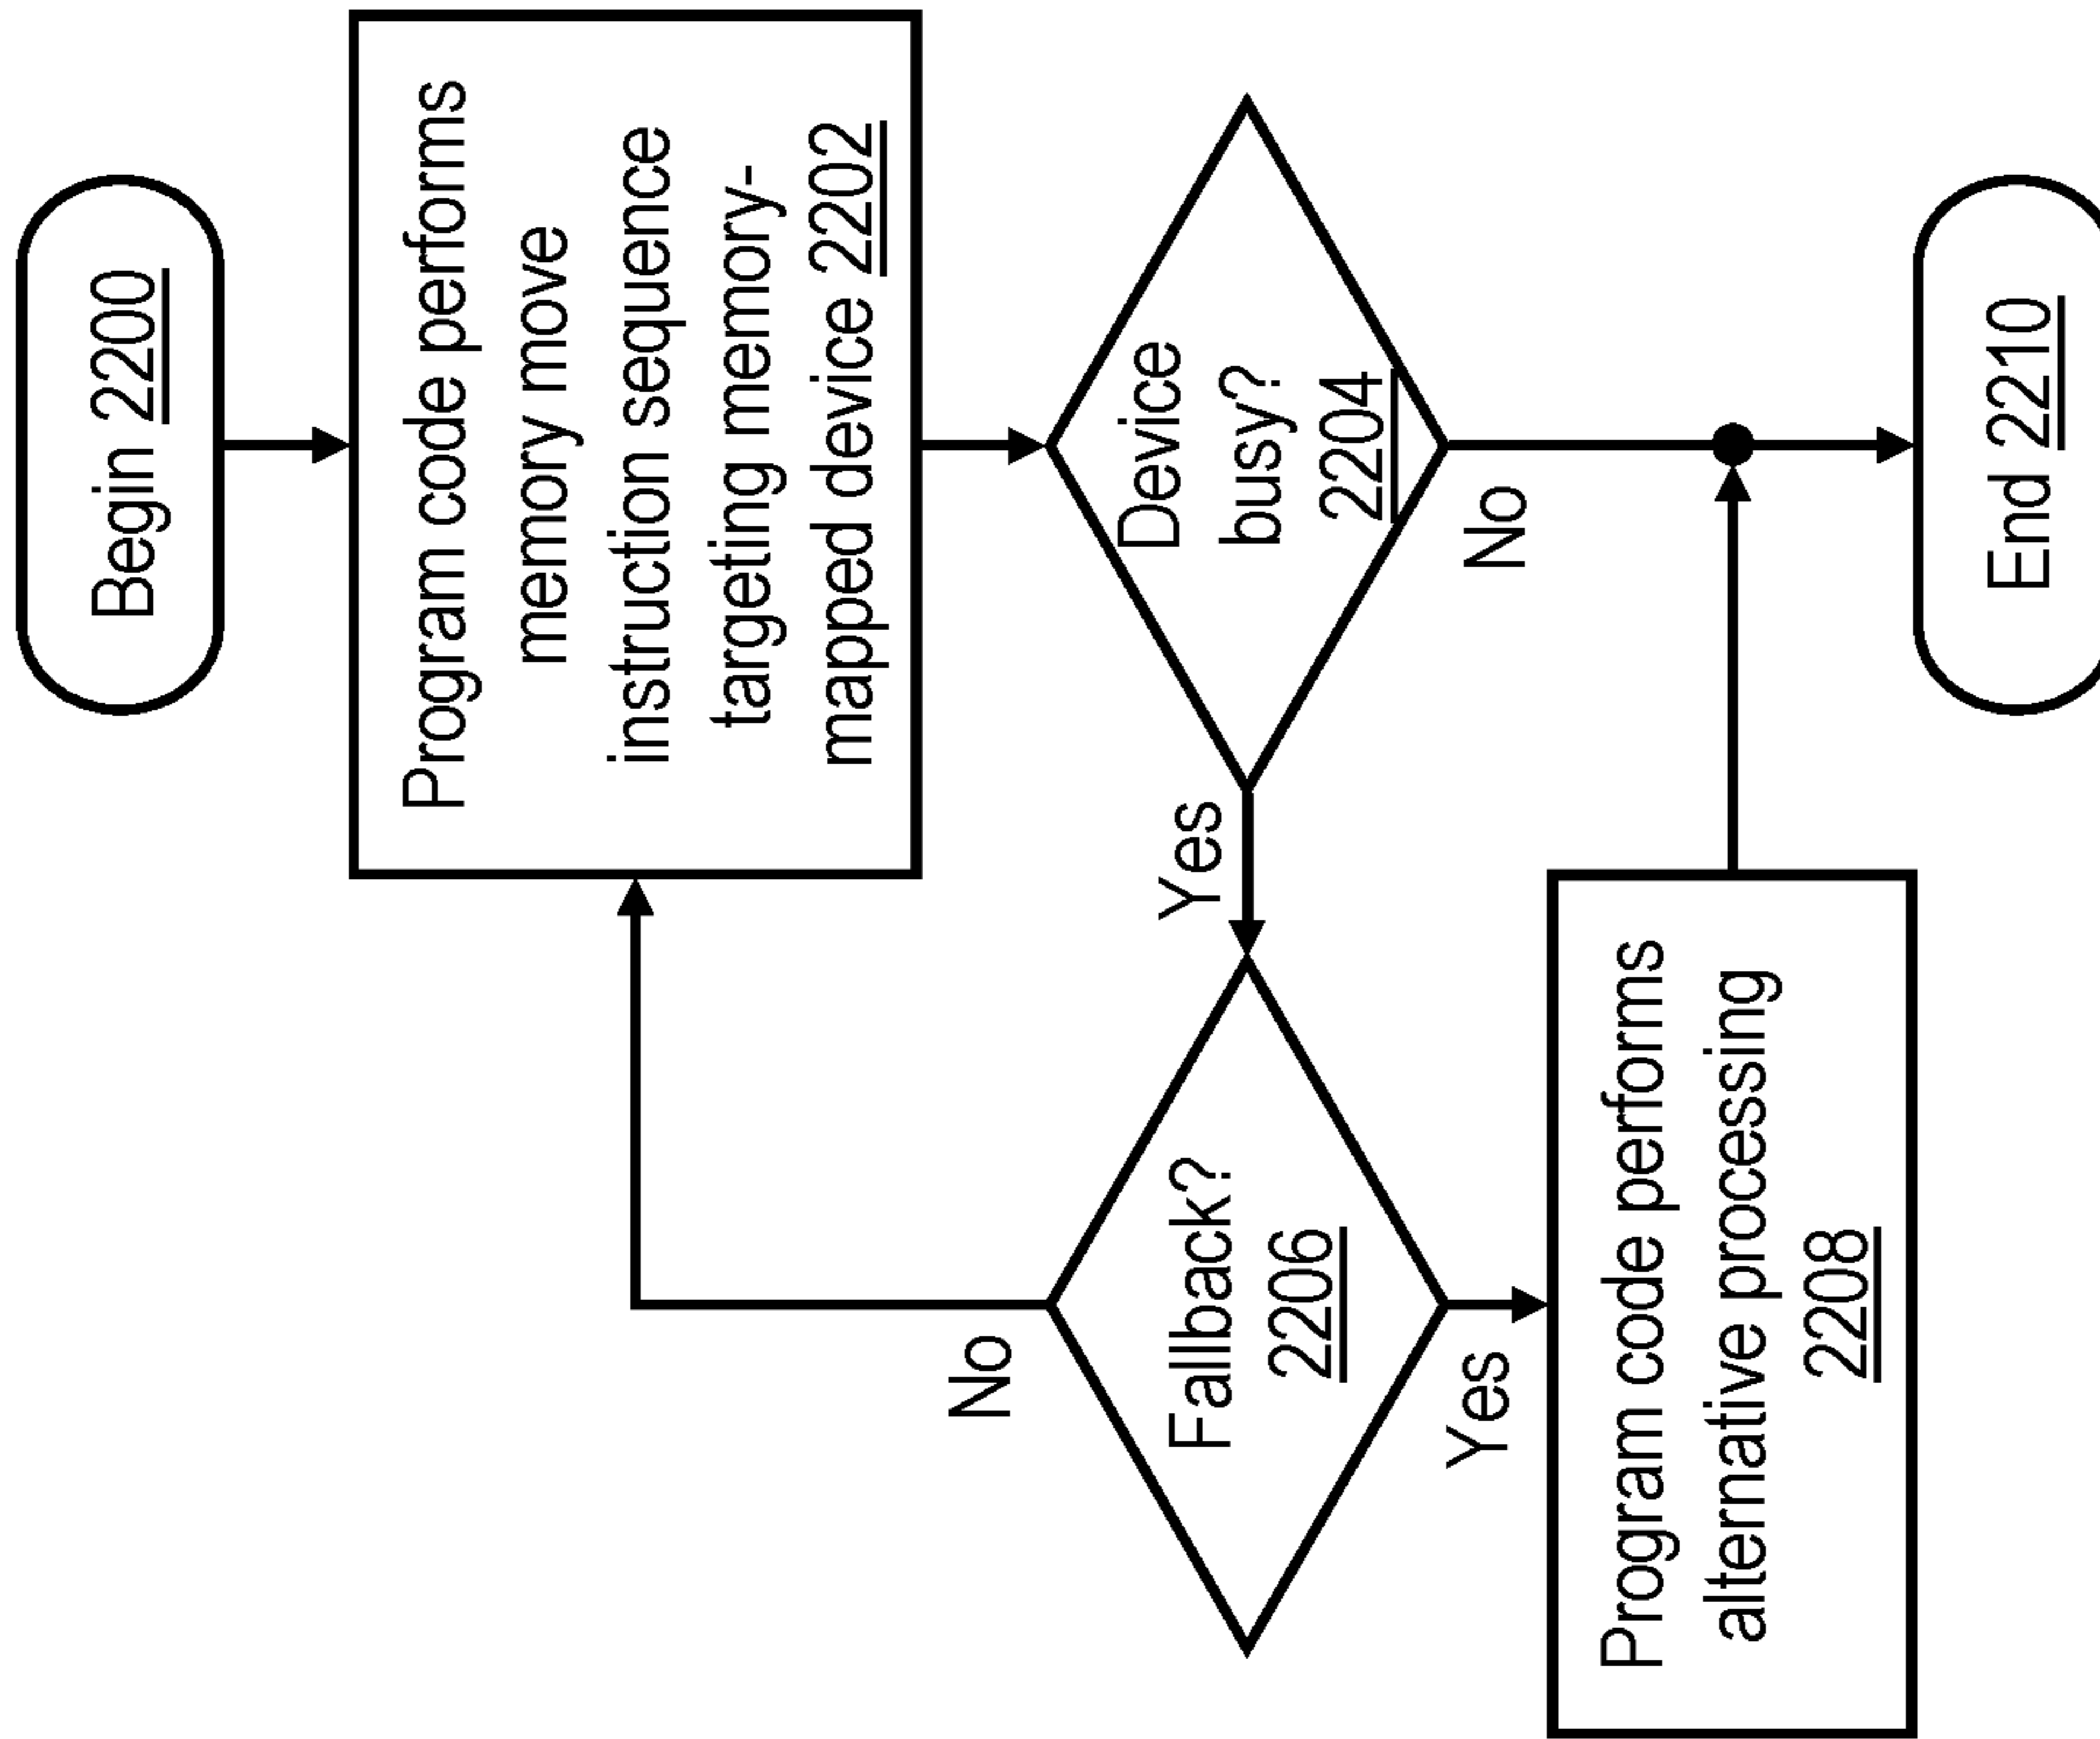 Begin 2200
Program code performs
memory move
instruction sequence
targeting memory-
mapped device 2202
Device
busy?
2204
Yes
No
Fallback?
2206
No
Yes
Program code performs
alternative processing
2208
End 2210